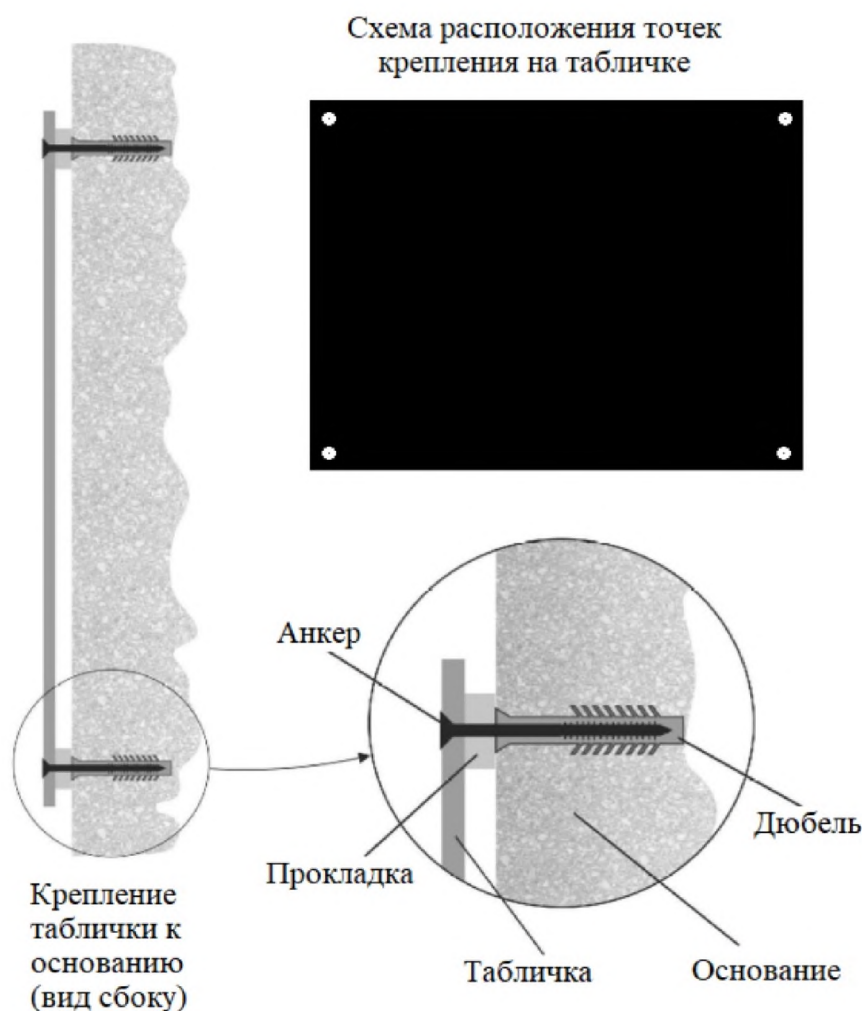 Схема расположения точек
крепления на табличке
Анкер
Дюбель
Прокладка
Крепление
таблички к
основанию
(вид сбоку)
Табличка
Основание